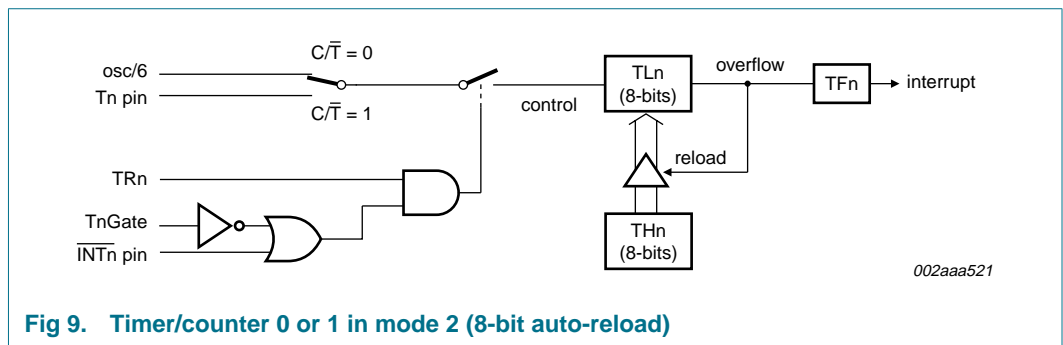 C/T̅ = 0
osc/6
Tn pin
C/T̅ = 1
control
TLn
(8-bits)
overflow
TFn
interrupt
reload
TRn
TnGate
I̅N̅T̅n̅ pin
THn
(8-bits)
002aaa521
Fig 9. Timer/counter 0 or 1 in mode 2 (8-bit auto-reload)